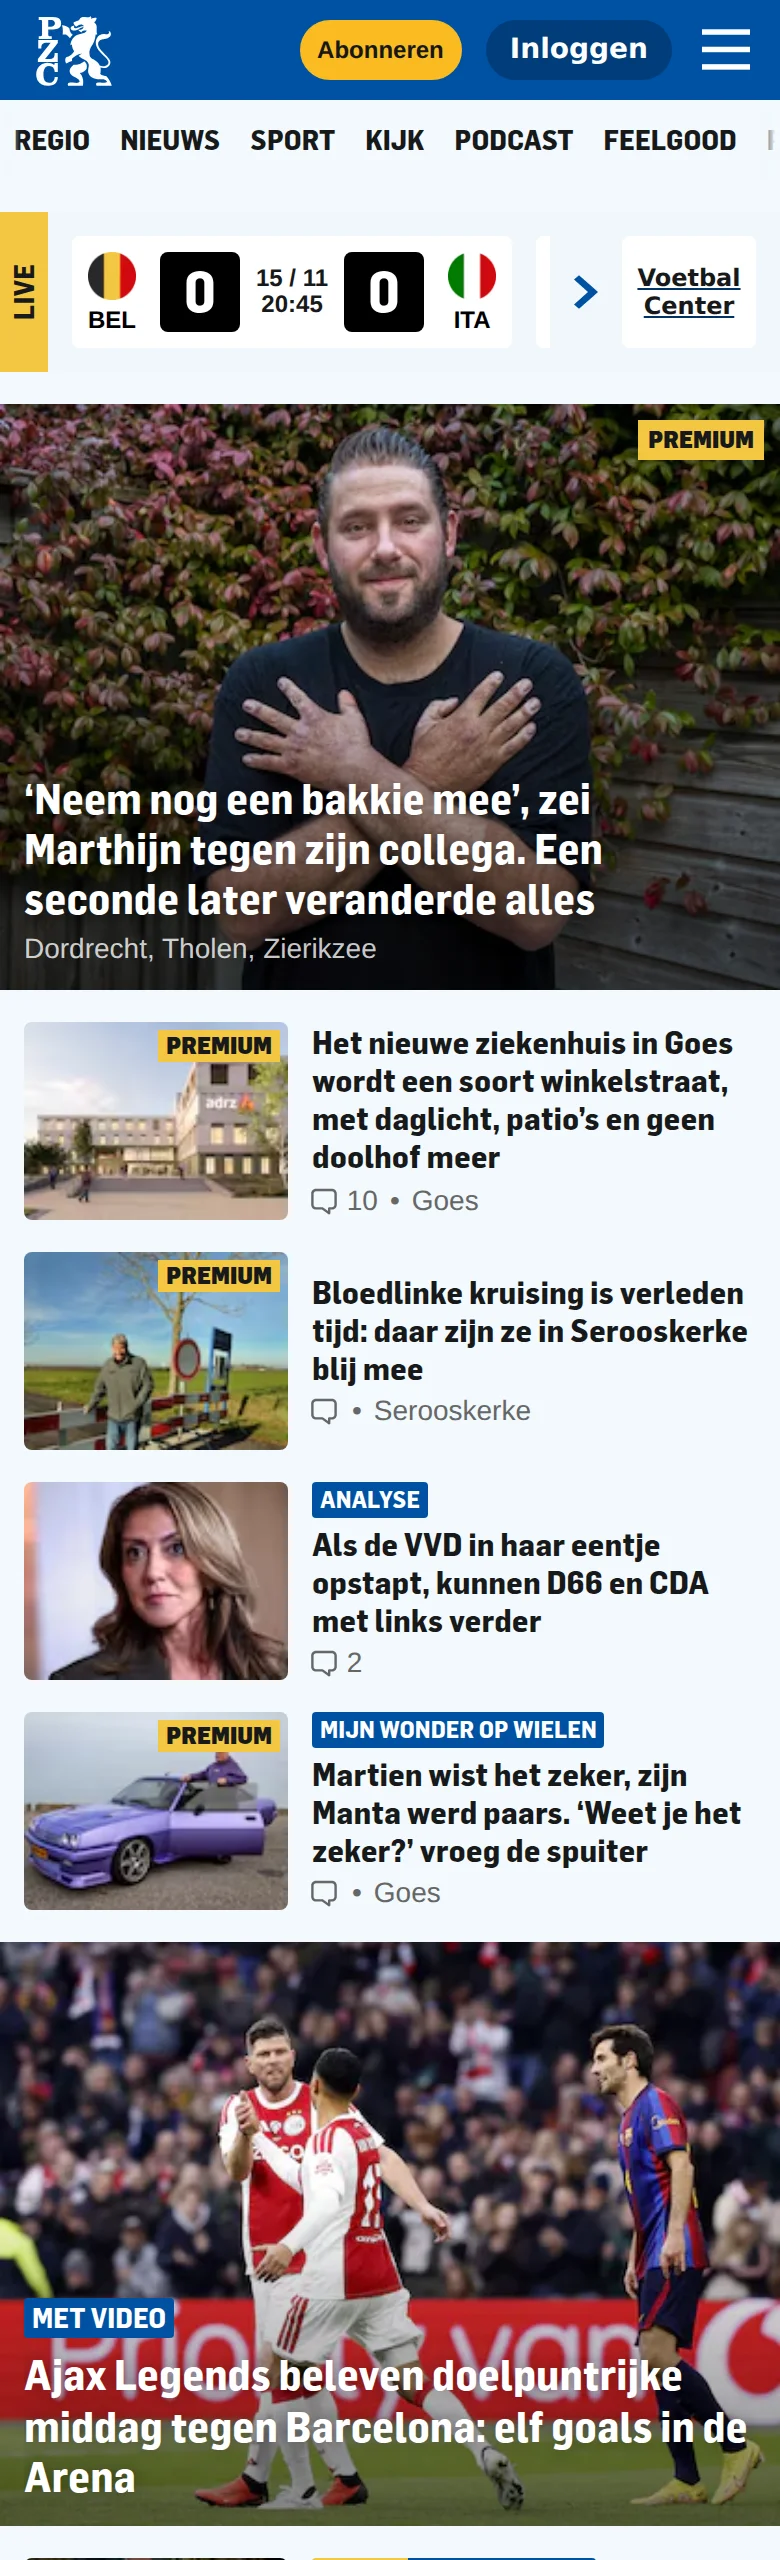 PZC
Abonneren
Inloggen
REGIO NIEUWS SPORT KIJK PODCAST FEELGOOD
LIVE
BEL 0 15 / 11 20:45 0 ITA
Voetbal
Center
PREMIUM
‘Neem nog een bakkie mee’, zei
Marthijn tegen zijn collega. Een
seconde later veranderde alles
Dordrecht, Tholen, Zierikzee
PREMIUM
adrz
Het nieuwe ziekenhuis in Goes
wordt een soort winkelstraat,
met daglicht, patio’s en geen
doolhof meer
10 • Goes
PREMIUM
Bloedlinke kruising is verleden
tijd: daar zijn ze in Serooskerke
blij mee
• Serooskerke
ANALYSE
Als de VVD in haar eentje
opstapt, kunnen D66 en CDA
met links verder
2
PREMIUM
MIJN WONDER OP WIELEN
Martien wist het zeker, zijn
Manta werd paars. ‘Weet je het
zeker?’ vroeg de spuiter
• Goes
MET VIDEO
Ajax Legends beleven doelpuntrijke
middag tegen Barcelona: elf goals in de
Arena